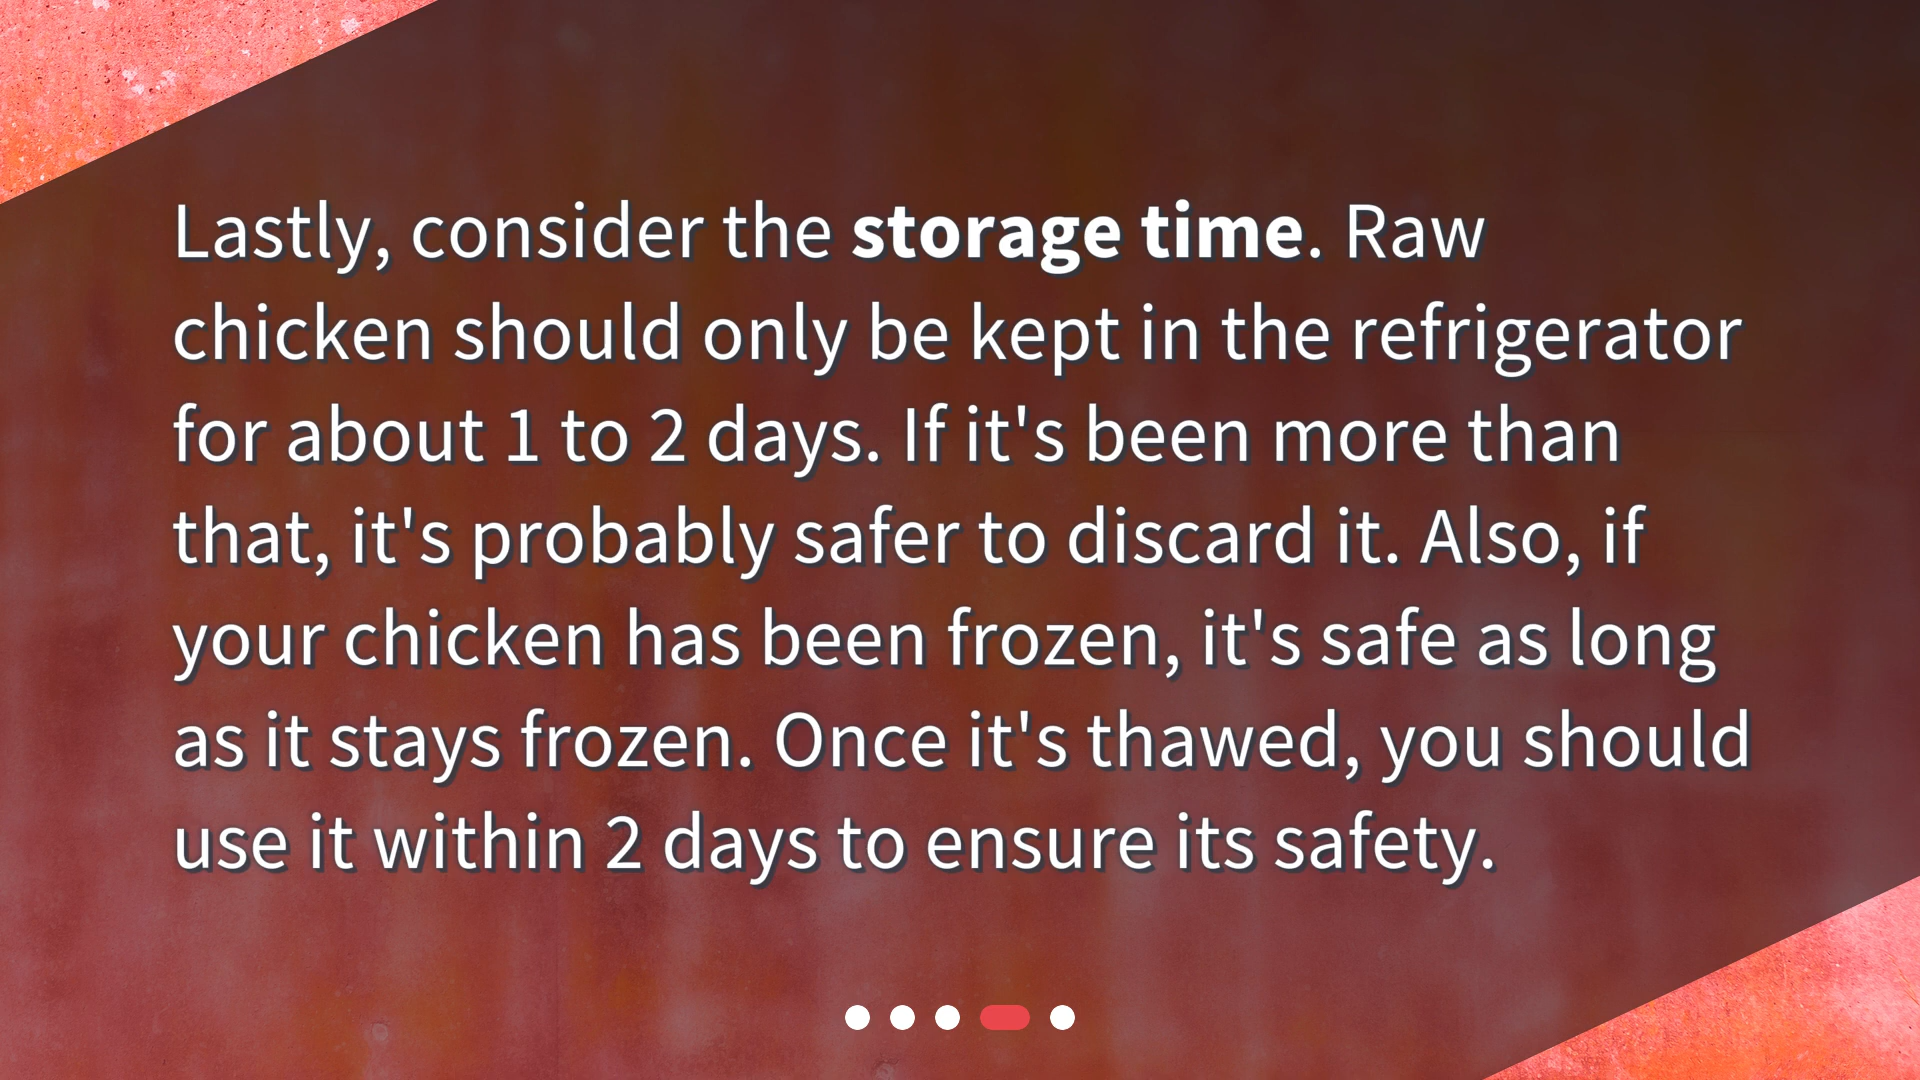 Lastly, consider the storage time. Raw
chicken should only be kept in the refrigerator
for about 1 to 2 days. If it's been more than
that, it's probably safer to discard it. Also, if
your chicken has been frozen, it's safe as long
as it stays frozen. Once it's thawed, you should
use it within 2 days to ensure its safety.